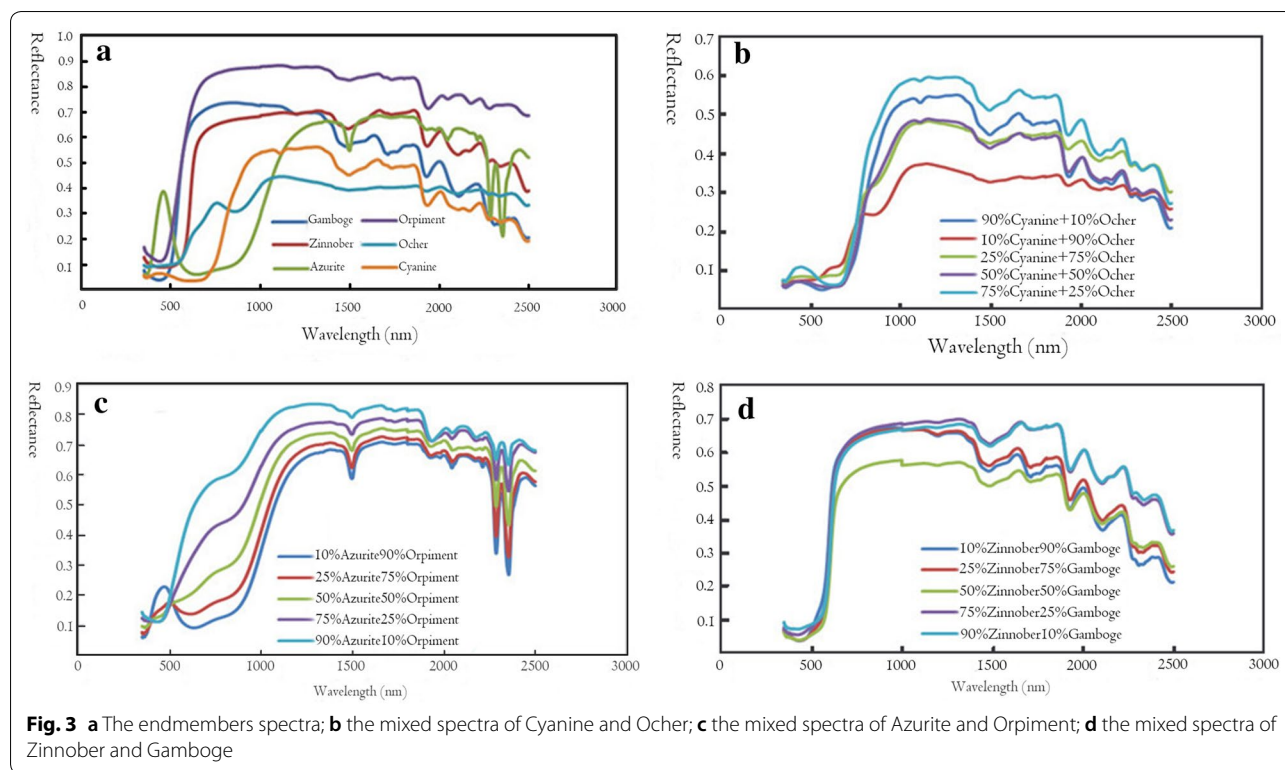 a
Reflectance
1.0
0.9
0.8
0.7
0.6
0.5
0.4
0.3
0.2
0.1
Gamboge
Orpiment
Zinnober
Ocher
Azurite
Cyanine
0 500 1000 1500 2000 2500 3000
Wavelength (nm)
b
Reflectance
0.7
0.6
0.5
0.4
0.3
0.2
0.1
90%Cyanine+10%Ocher
10%Cyanine+90%Ocher
25%Cyanine+75%Ocher
50%Cyanine+50%Ocher
75%Cyanine+25%Ocher
0 500 1000 1500 2000 2500 3000
Wavelength (nm)
c
Reflectance
0.9
0.8
0.7
0.6
0.5
0.4
0.3
0.2
0.1
10%Azurite90%Orpiment
25%Azurite75%Orpiment
50%Azurite50%Orpiment
75%Azurite25%Orpiment
90%Azurite10%Orpiment
0 500 1000 1500 2000 2500 3000
Wavelength (nm)
d
Reflectance
0.8
0.7
0.6
0.5
0.4
0.3
0.2
0.1
10%Zinnober90%Gamboge
25%Zinnober75%Gamboge
50%Zinnober50%Gamboge
75%Zinnober25%Gamboge
90%Zinnober10%Gamboge
0 500 1000 1500 2000 2500 3000
Wavelength (nm)
Fig. 3 a The endmembers spectra; b the mixed spectra of Cyanine and Ocher; c the mixed spectra of Azurite and Orpiment; d the mixed spectra of
Zinnober and Gamboge